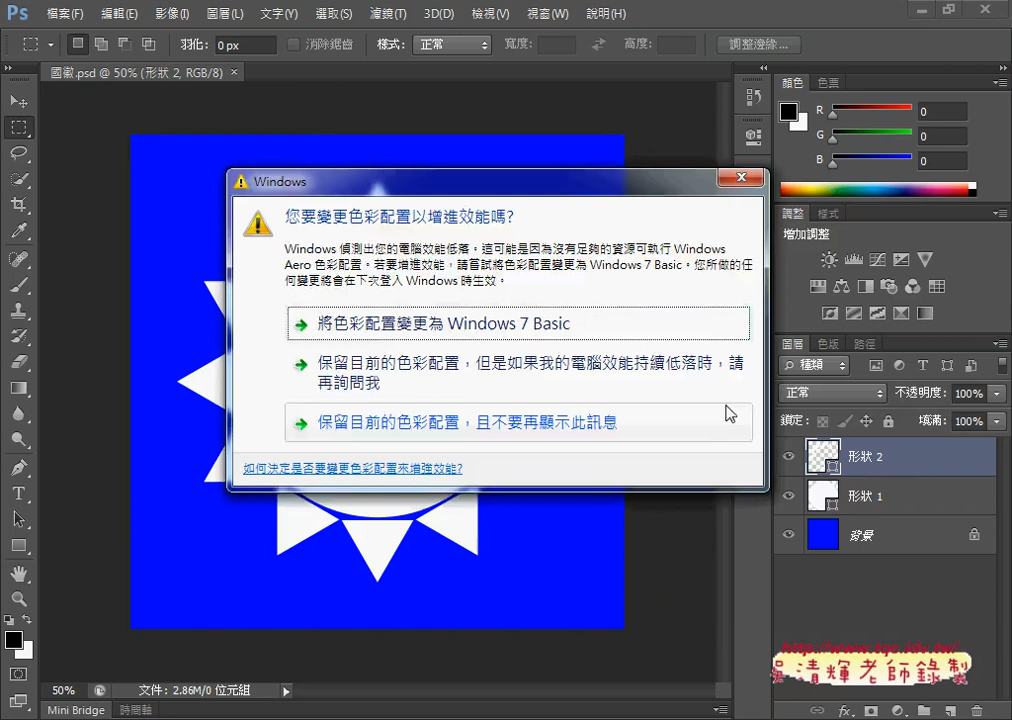 Ps 檔案(F) 編輯(E) 影像(I) 圖層(L) 文字(Y) 選取(S) 濾鏡(T) 3D(D) 檢視(V) 視窗(W) 說明(H)
羽化: 0 px 消除鋸齒 樣式: 正常 寬度: 高度: 調整邊緣...
國徽.psd @ 50% (形狀 2, RGB/8) ×
顏色 色票
R 0
G 0
B 0
調整 樣式
增加調整
Windows
您要變更色彩配置以增進效能嗎?
Windows 偵測出您的電腦效能低落。這可能是因為沒有足夠的資源可執行 Windows
Aero 色彩配置。若要增進效能，請嘗試將色彩配置變更為 Windows 7 Basic。您所做的任
何變更將會在下次登入 Windows 時生效。
將色彩配置變更為 Windows 7 Basic
保留目前的色彩配置，但是如果我的電腦效能持續低落時，請
再詢問我
保留目前的色彩配置，且不要再顯示此訊息
如何決定是否要變更色彩配置來增強效能?
圖層 色版 路徑
種類
正常 不透明度: 100%
鎖定: 填滿: 100%
形狀 2
形狀 1
背景
http://www.tqc.idv.tw/
吳清輝老師錄製
50% 文件: 2.86M/0 位元組
Mini Bridge 時間軸
fx